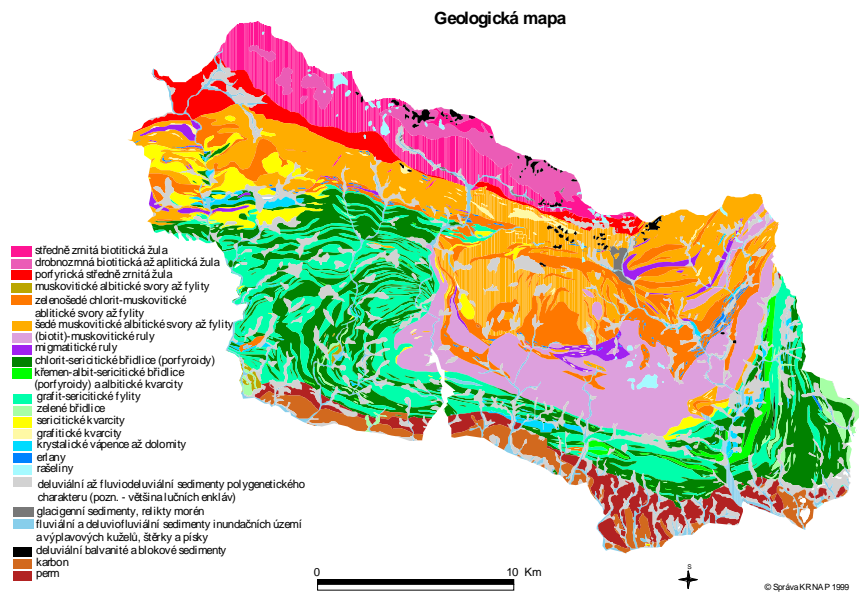 Geologická mapa
středně zrnitá biotitická žula
drobnozmná biotitická až aplitická žula
porfyrická středně zrnitá žula
muskovitické albitické svory až fylity
zelenošedé chlorit-muskovitické
ablitické svory až fylity
šedé muskovitické albitické svory až fylity
(biotit)-muskovitické ruly
migmatitické ruly
chlorit-sericitické břidlice (porfyroidy)
křemen-albit-sericitické břidlice
(porfyroidy) a albitické kvarcity
grafit-sericitické fylity
zelené břidlice
sericitické kvarcity
grafitické kvarcity
krystalické vápence až dolomity
erlany
rašeliny
deluviální až fluviodeluviální sedimenty polygenetického
charakteru (pozn. - většina lučních enkláv)
glacigenní sedimenty, relikty morén
fluviální a deluviofluviální sedimenty inundačních území
a výplavových kuželů, štěrky a písky
deluviální balvanité a blokové sedimenty
karbon
perm
0 10 Km
S
© Správa KRNAP 1999